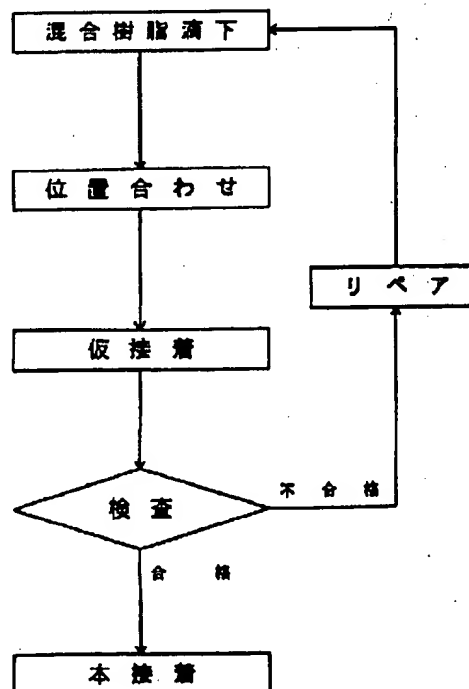 混合樹脂滴下
位置合わせ
リペア
仮接着
不合格
検査
合格
本接着